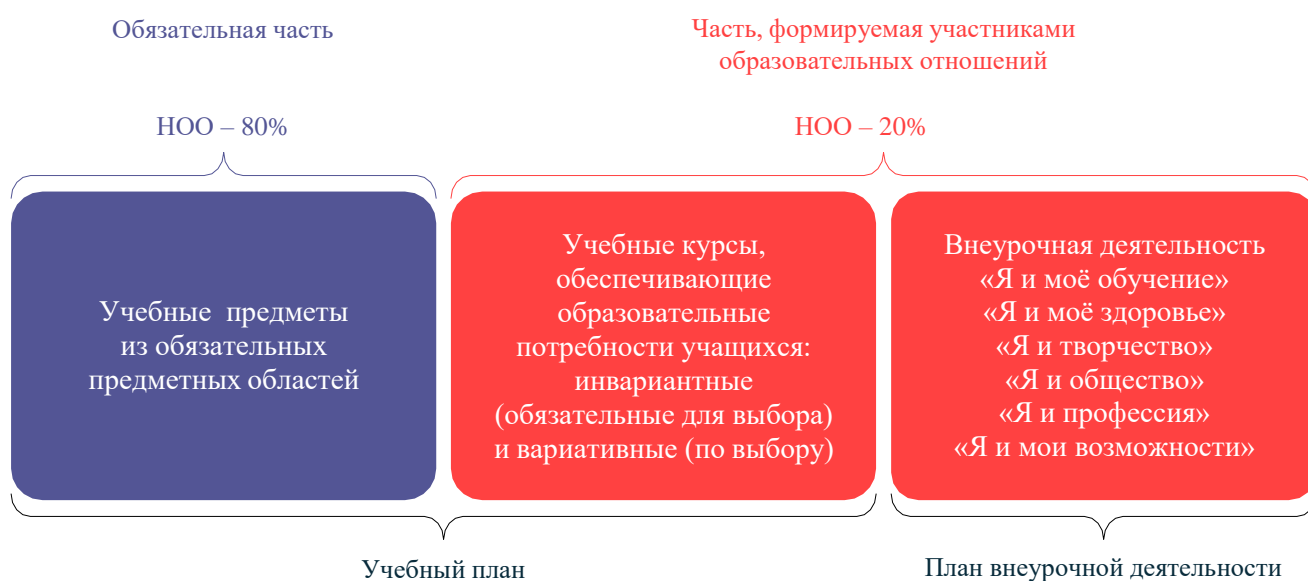 Обязательная часть
Часть, формируемая участниками
образовательных отношений
НОО – 80%
НОО – 20%
Учебные предметы
из обязательных
предметных областей
Учебные курсы,
обеспечивающие
образовательные
потребности учащихся:
инвариантные
(обязательные для выбора)
и вариативные (по выбору)
Внеурочная деятельность
«Я и моё обучение»
«Я и моё здоровье»
«Я и творчество»
«Я и общество»
«Я и профессия»
«Я и мои возможности»
Учебный план
План внеурочной деятельности